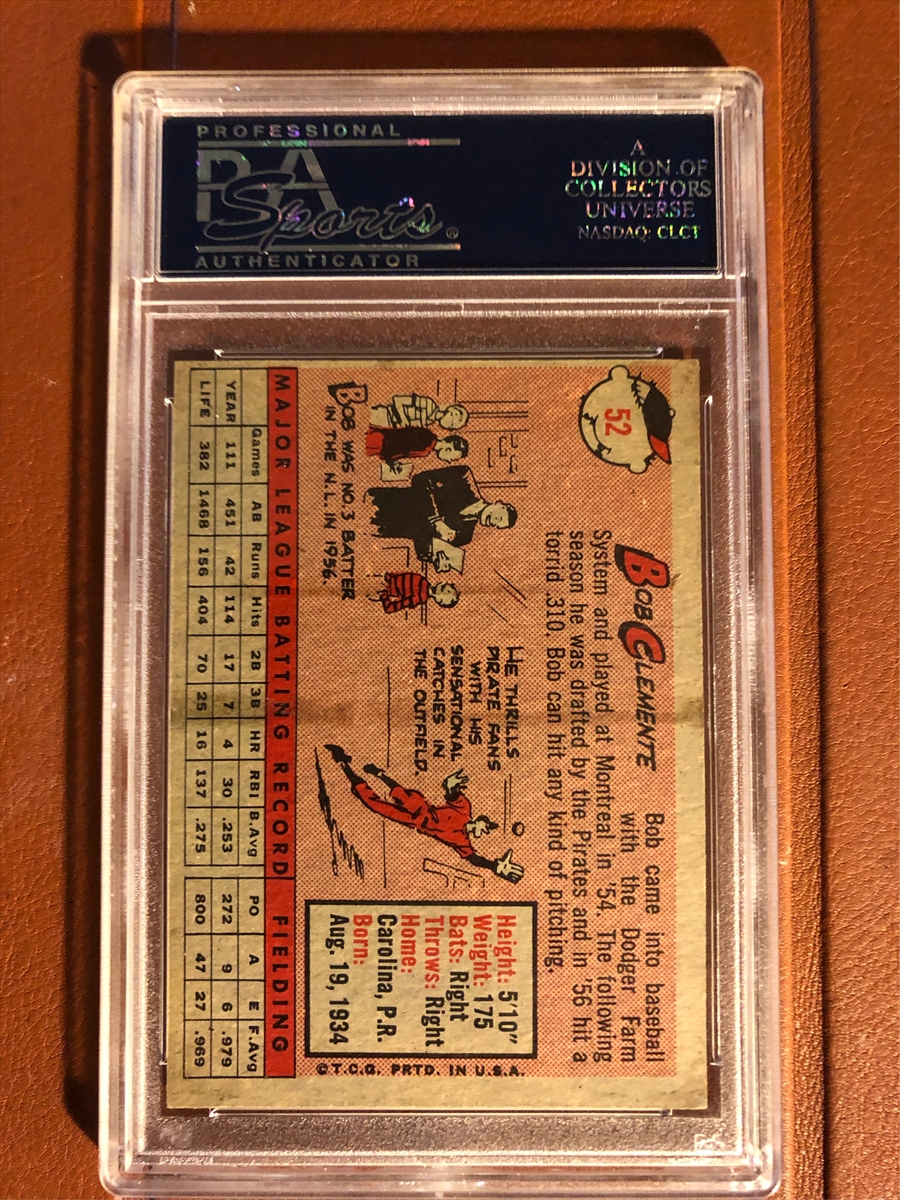 PROFESSIONAL
PSA
Sports®
AUTHENTICATOR
A
DIVISION OF
COLLECTORS
UNIVERSE
NASDAQ: CLCT
52
BOB CLEMENTE
Bob came into baseball
with the Dodger Farm
System and played at Montreal in '54. The following
season he was drafted by the Pirates and in '56 hit a
torrid .310. Bob can hit any kind of pitching.
BOB WAS NO. 3 BATTER
IN THE N.L. IN 1956.
HE THRILLS
PIRATE FANS
WITH HIS
SENSATIONAL
CATCHES IN
THE OUTFIELD.
Height: 5'10"
Weight: 175
Bats: Right
Throws: Right
Home:
Carolina, P.R.
Born:
Aug. 19, 1934
©T.C.G. PRTD. IN U.S.A.
MAJOR LEAGUE BATTING RECORD FIELDING
Games AB Runs Hits 2B 3B HR RBI B.Avg PO A E F.Avg
YEAR 111 451 42 114 17 7 4 30 .253 272 9 6 .979
LIFE 382 1468 156 404 70 25 16 137 .275 800 47 27 .969